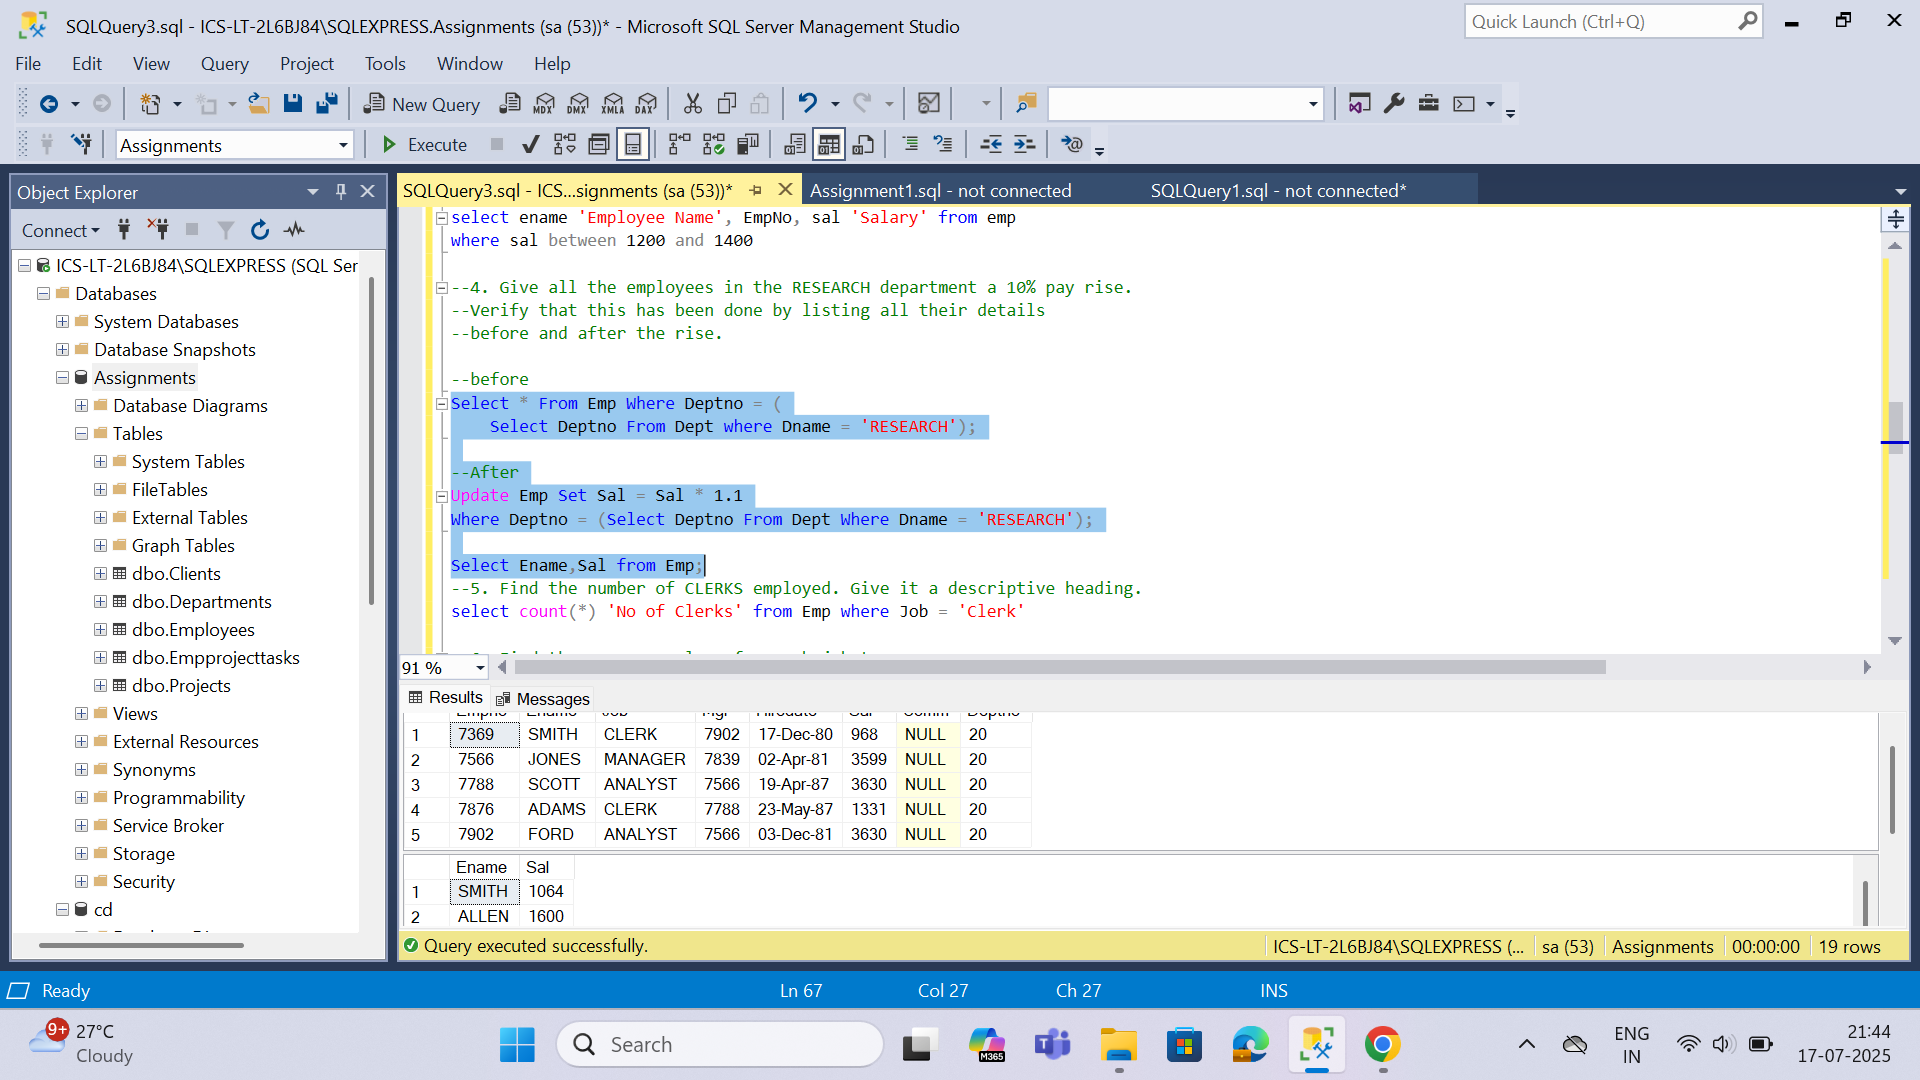 SQLQuery3.sql - ICS-LT-2L6BJ84\SQLEXPRESS.Assignments (sa (53))* - Microsoft SQL Server Management Studio
Quick Launch (Ctrl+Q)
File Edit View Query Project Tools Window Help
New Query MDX DMX XMLA DAX
Assignments Execute
Object Explorer
Connect
ICS-LT-2L6BJ84\SQLEXPRESS (SQL Ser
Databases
System Databases
Database Snapshots
Assignments
Database Diagrams
Tables
System Tables
FileTables
External Tables
Graph Tables
dbo.Clients
dbo.Departments
dbo.Employees
dbo.Empprojecttasks
dbo.Projects
Views
External Resources
Synonyms
Programmability
Service Broker
Storage
Security
cd
SQLQuery3.sql - ICS...signments (sa (53))* Assignment1.sql - not connected SQLQuery1.sql - not connected*
select ename 'Employee Name', EmpNo, sal 'Salary' from emp
where sal between 1200 and 1400
--4. Give all the employees in the RESEARCH department a 10% pay rise.
--Verify that this has been done by listing all their details
--before and after the rise.
--before
Select * From Emp Where Deptno = (
Select Deptno From Dept where Dname = 'RESEARCH');
--After
Update Emp Set Sal = Sal * 1.1
Where Deptno = (Select Deptno From Dept Where Dname = 'RESEARCH');
Select Ename,Sal from Emp;
--5. Find the number of CLERKS employed. Give it a descriptive heading.
select count(*) 'No of Clerks' from Emp where Job = 'Clerk'
91 %
Results Messages
Empno Ename Job Mgr Hiredate Sal Comm Deptno
1 7369 SMITH CLERK 7902 17-Dec-80 968 NULL 20
2 7566 JONES MANAGER 7839 02-Apr-81 3599 NULL 20
3 7788 SCOTT ANALYST 7566 19-Apr-87 3630 NULL 20
4 7876 ADAMS CLERK 7788 23-May-87 1331 NULL 20
5 7902 FORD ANALYST 7566 03-Dec-81 3630 NULL 20
Ename Sal
1 SMITH 1064
2 ALLEN 1600
Query executed successfully. ICS-LT-2L6BJ84\SQLEXPRESS (... sa (53) Assignments 00:00:00 19 rows
Ready Ln 67 Col 27 Ch 27 INS
9+ 27°C
Cloudy
Search
M365
ENG
IN
21:44
17-07-2025